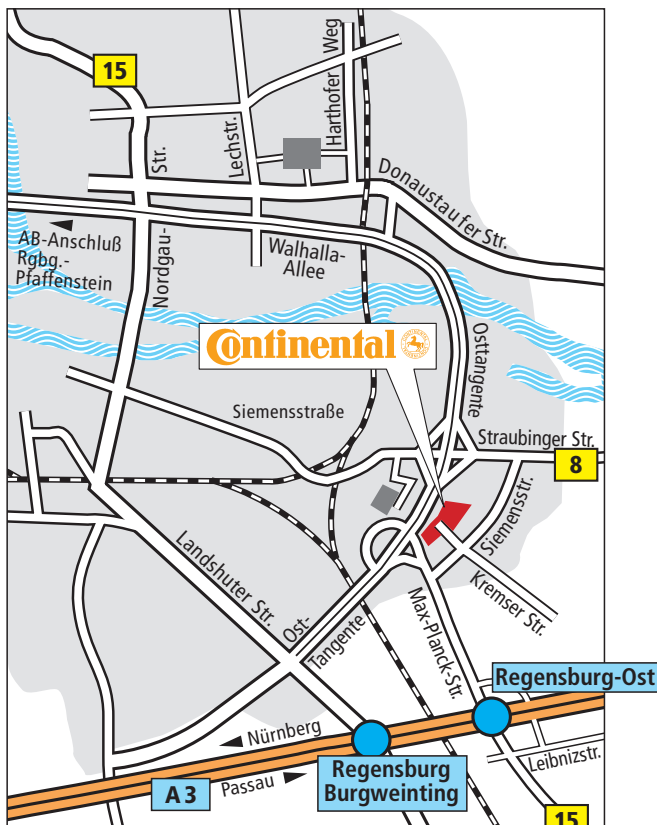 15
Harthofer Weg
Lechstr.
Str.
Nordgau-
Donaustaufer Str.
AB-Anschluß
Rgbg.-
Pfaffenstein
Walhalla-
Allee
Continental
Osttangente
Siemensstraße
Straubinger Str.
8
Siemensstr.
Landshuter Str.
Kremser Str.
Ost-
Tangente
Max-Planck-Str.
Regensburg-Ost
Nürnberg
Leibnizstr.
Regensburg
Burgweinting
Passau
A 3
15